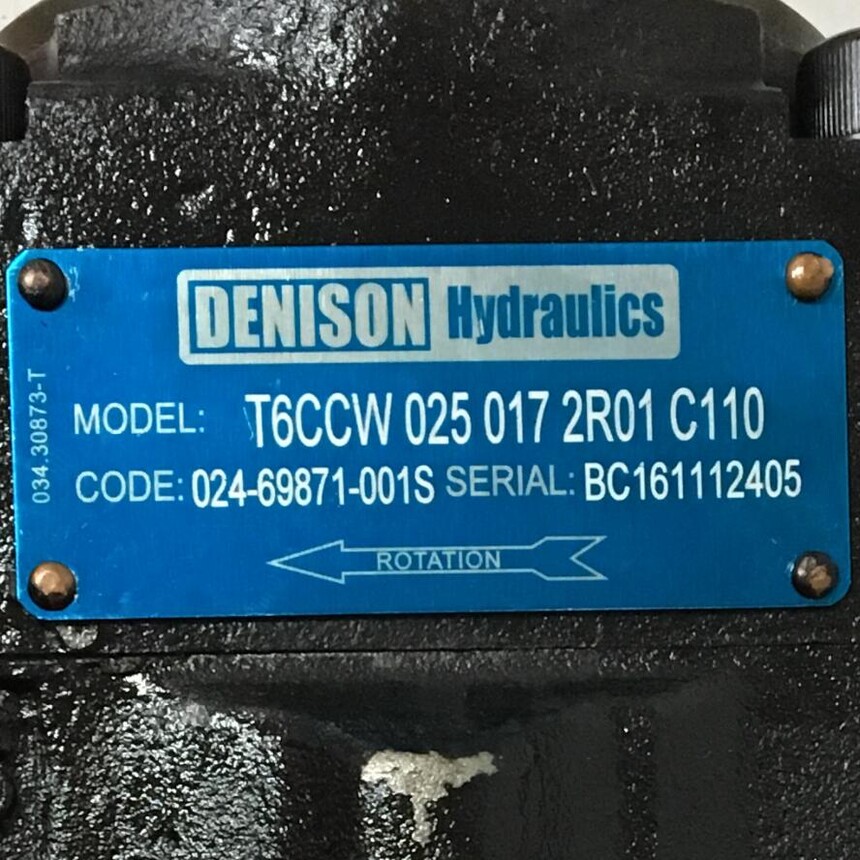 DENISON Hydraulics
034.30873-T
MODEL: T6CCW 025 017 2R01 C110
CODE: 024-69871-001S SERIAL: BC161112405
ROTATION